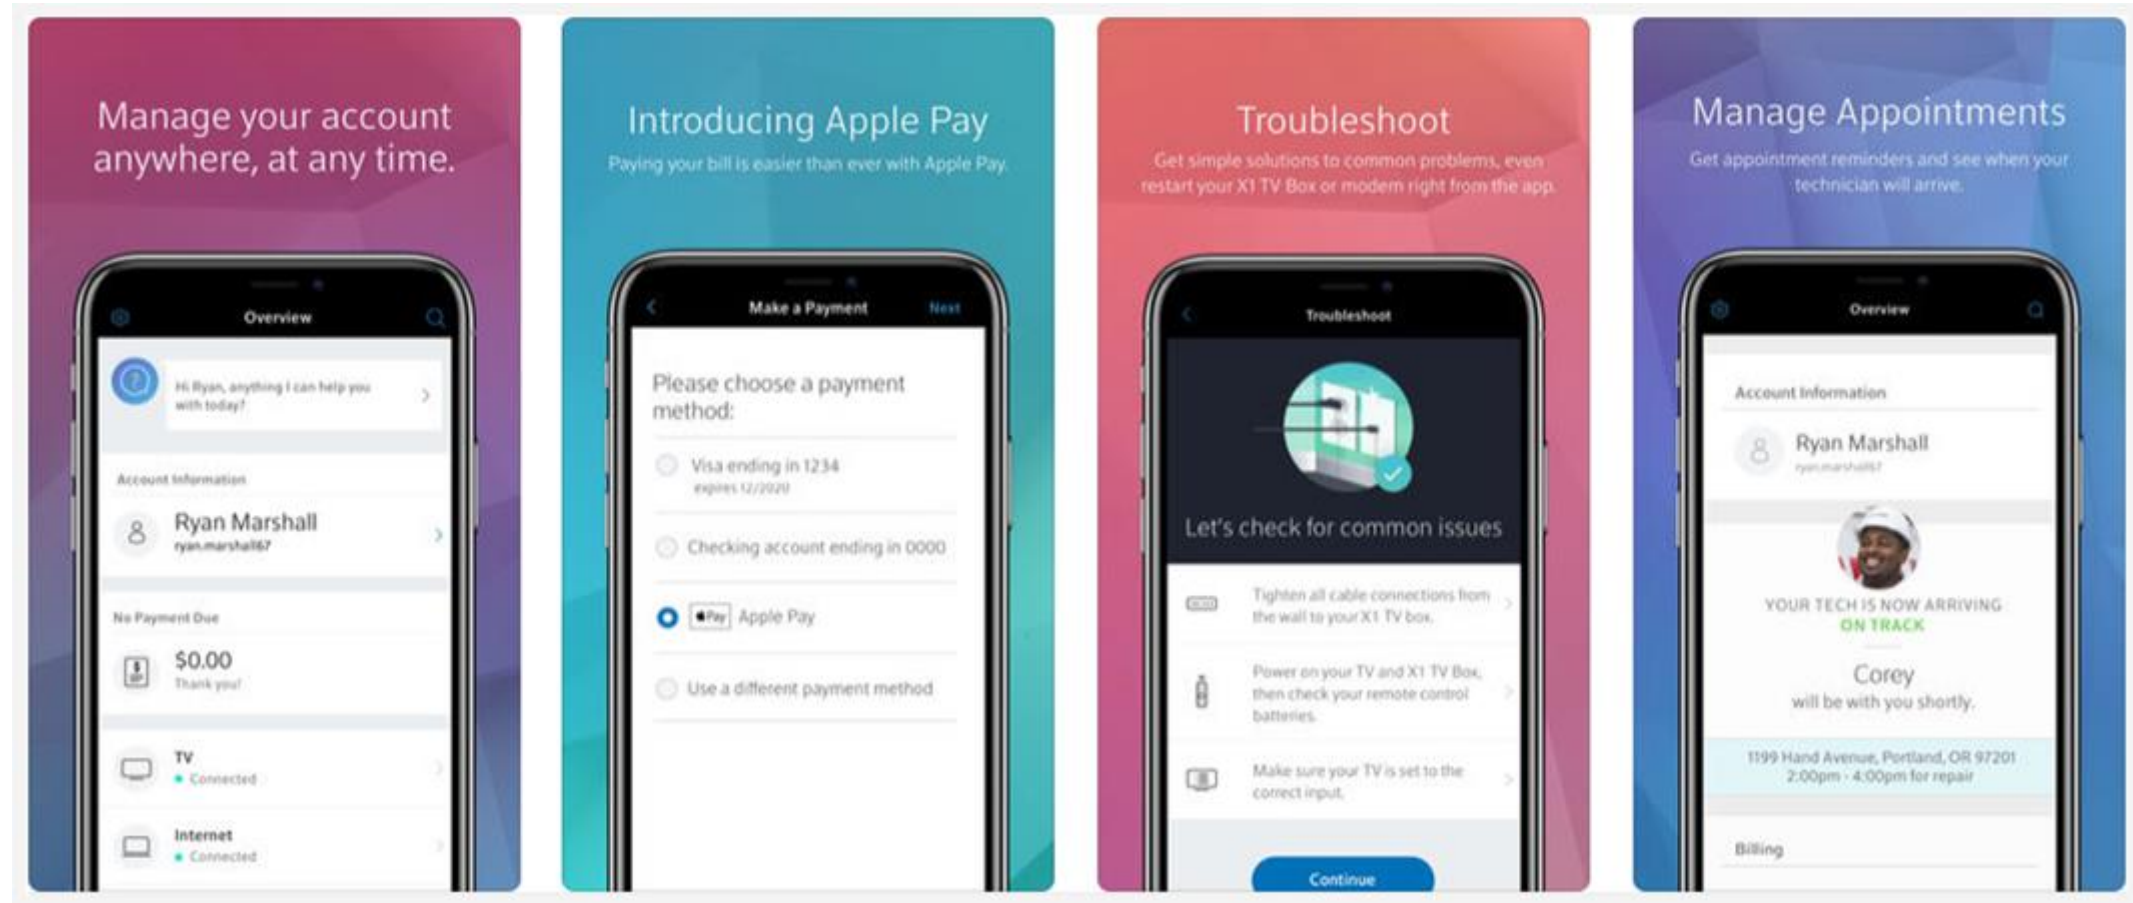 Manage your account
anywhere, at any time.
Overview
Hi Ryan, anything I can help you
with today?
Account Information
Ryan Marshall
ryan.marshall67
No Payment Due
$0.00
Thank you!
TV
Connected
Internet
Connected
Introducing Apple Pay
Paying your bill is easier than ever with Apple Pay.
Make a Payment
Next
Please choose a payment
method:
Visa ending in 1234
expires 12/2020
Checking account ending in 0000
Pay Apple Pay
Use a different payment method
Troubleshoot
Get simple solutions to common problems, even
restart your X1 TV Box or modem right from the app.
Troubleshoot
Let's check for common issues
Tighten all cable connections from
the wall to your X1 TV box.
Power on your TV and X1 TV Box,
then check your remote control
batteries.
Make sure your TV is set to the
correct input.
Continue
Manage Appointments
Get appointment reminders and see when your
technician will arrive.
Overview
Account Information
Ryan Marshall
ryan.marshall67
YOUR TECH IS NOW ARRIVING
ON TRACK
Corey
will be with you shortly.
1199 Hand Avenue, Portland, OR 97201
2:00pm - 4:00pm for repair
Billing